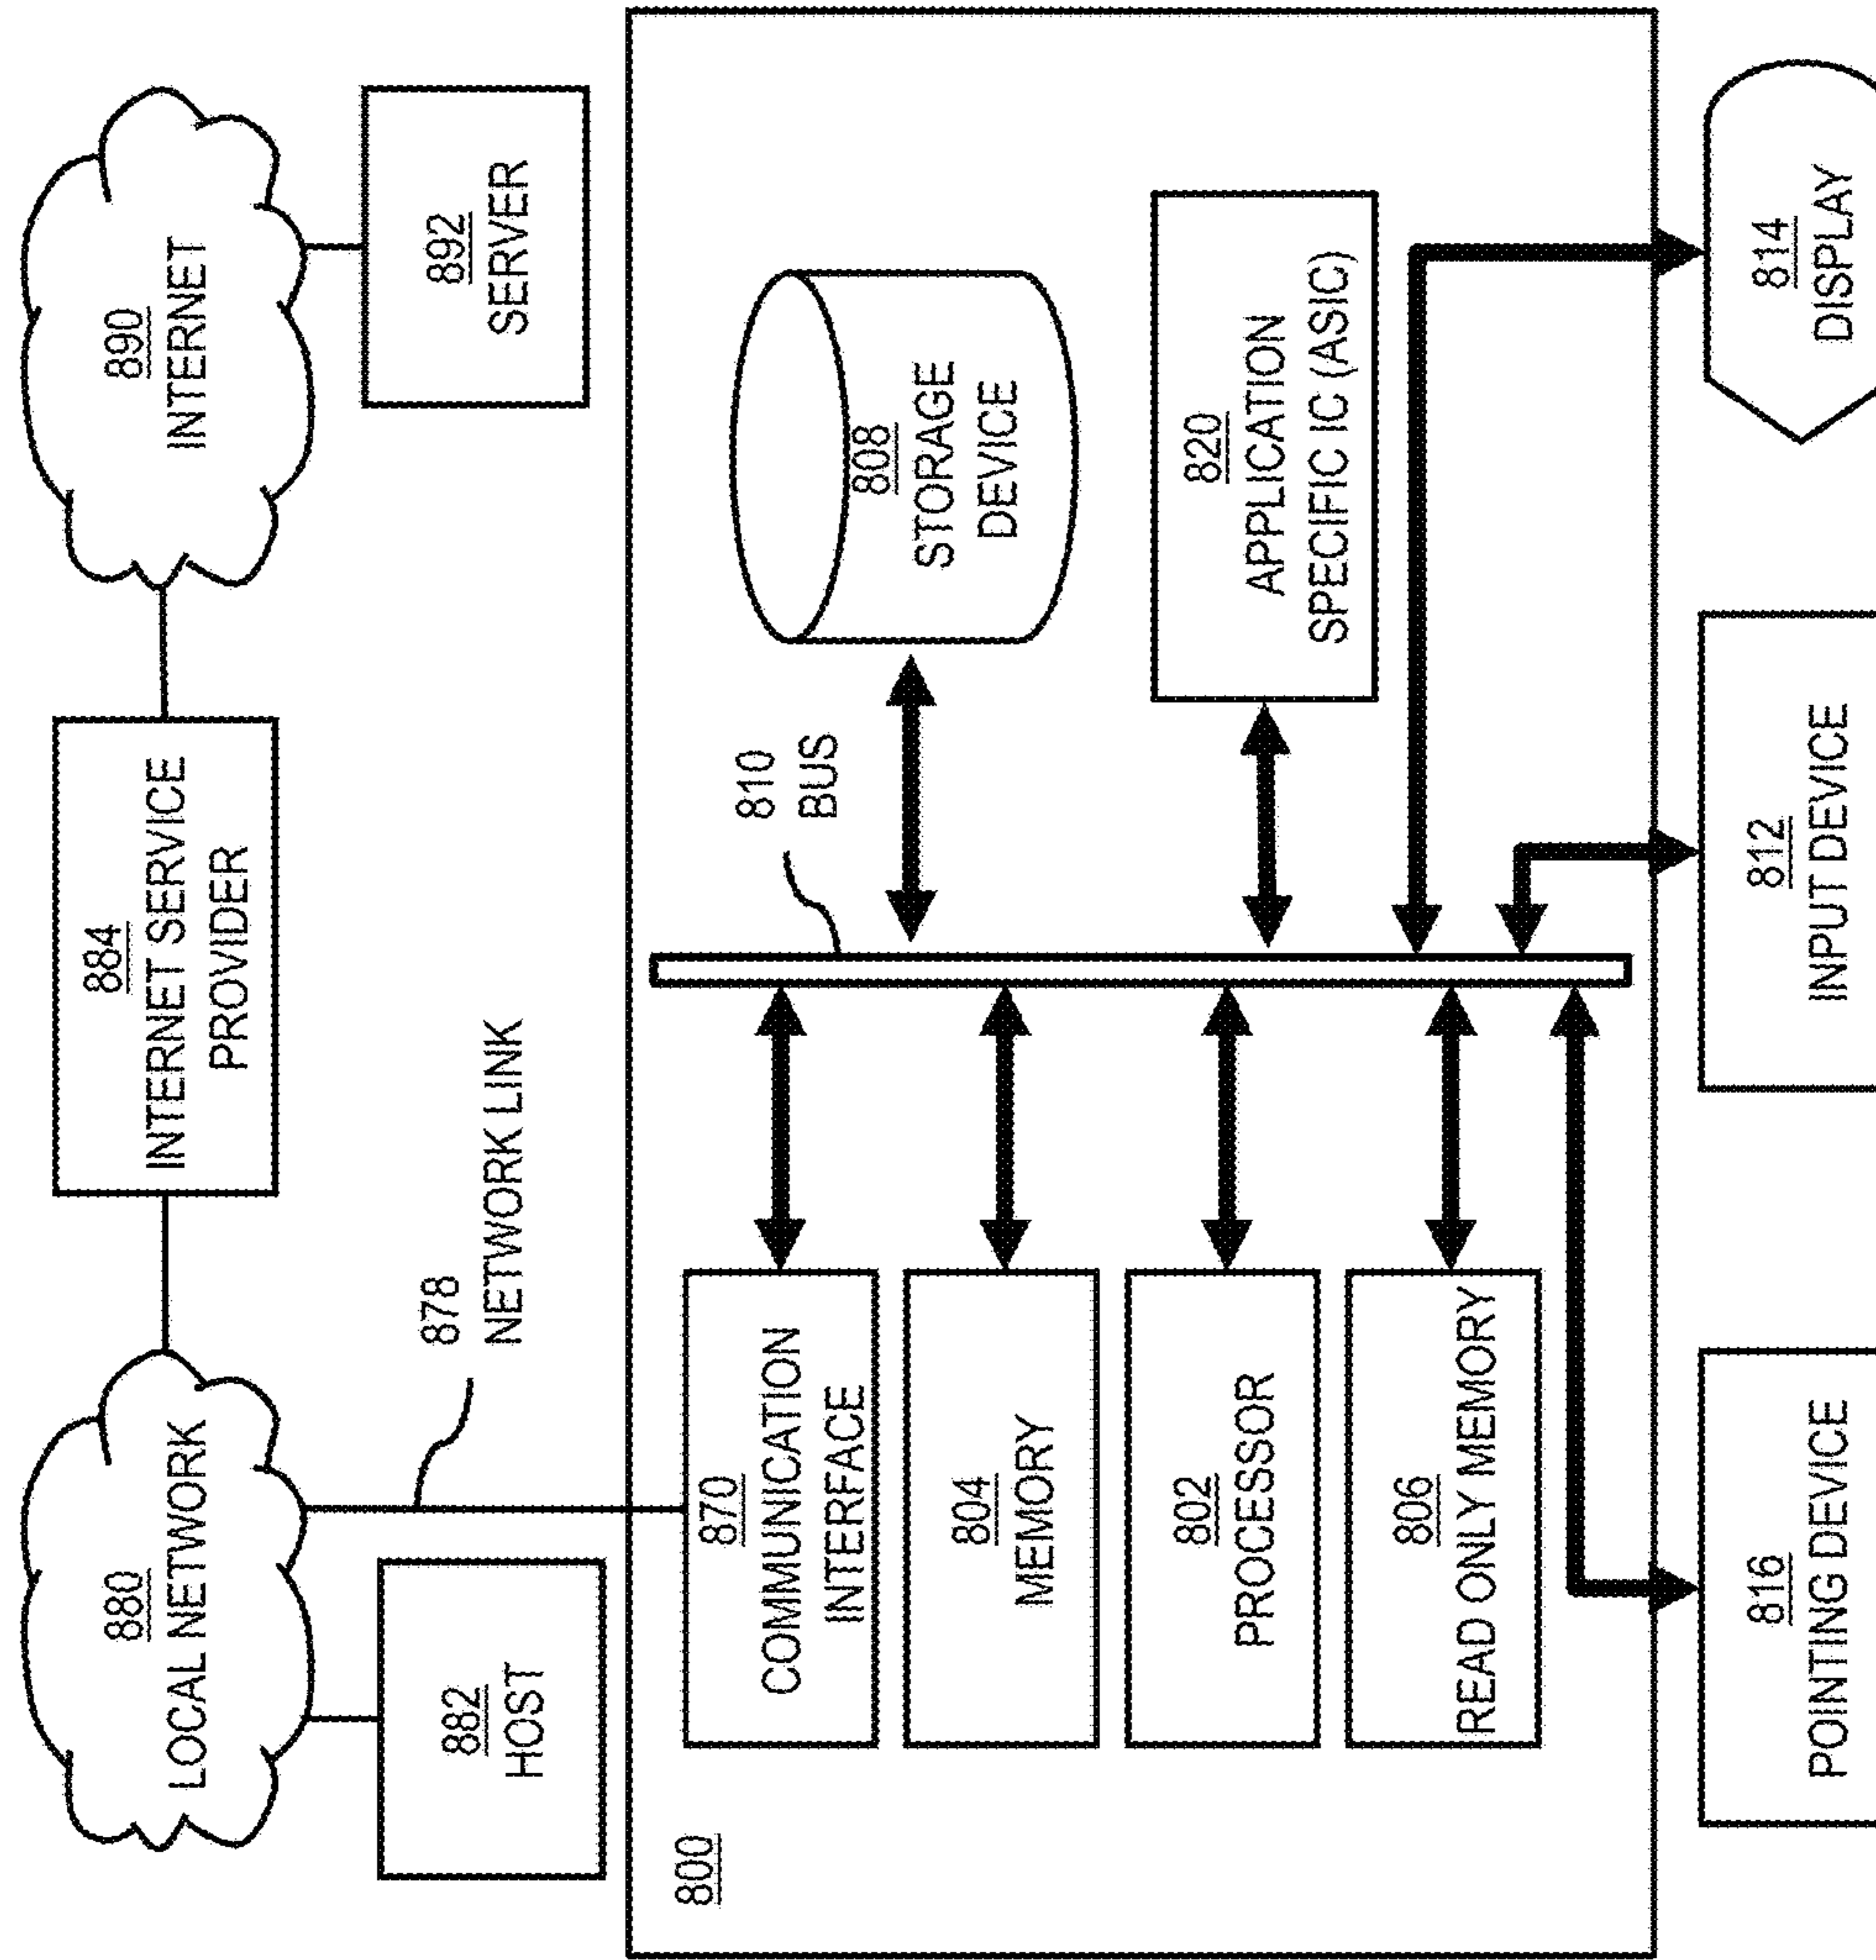 880
LOCAL NETWORK
884
INTERNET SERVICE
PROVIDER
890
INTERNET
882
HOST
878
NETWORK LINK
892
SERVER
800
870
COMMUNICATION
INTERFACE
810
BUS
808
STORAGE
DEVICE
804
MEMORY
802
PROCESSOR
820
APPLICATION
SPECIFIC IC (ASIC)
806
READ ONLY MEMORY
816
POINTING DEVICE
812
INPUT DEVICE
814
DISPLAY